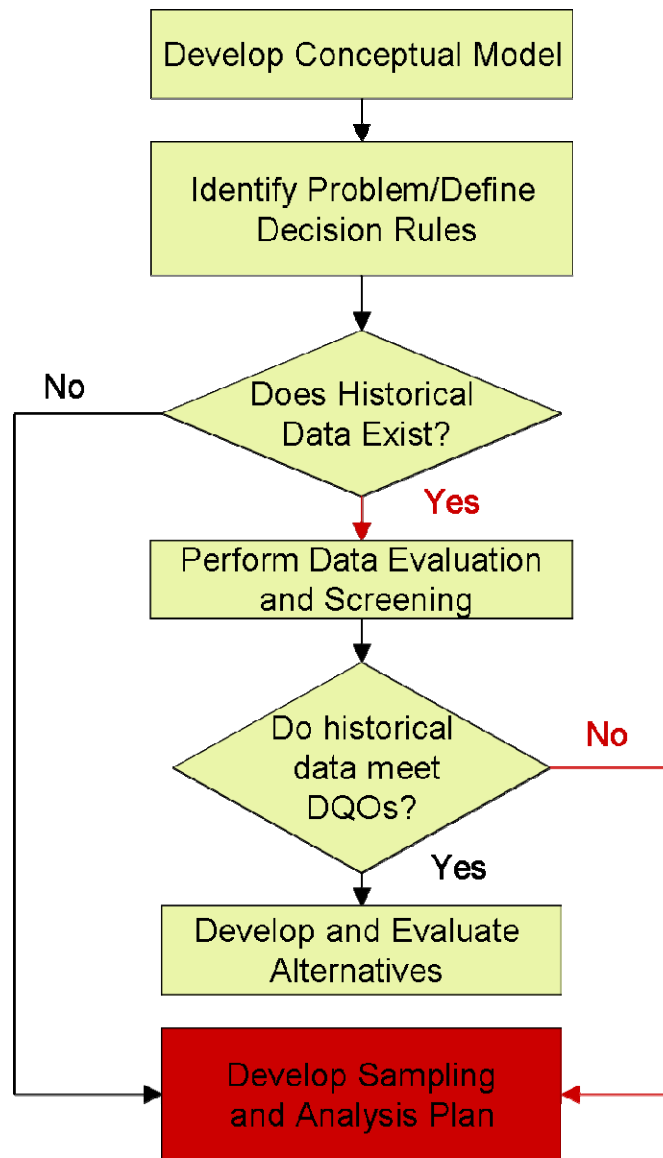 Develop Conceptual Model
Identify Problem/Define
Decision Rules
No
Does Historical
Data Exist?
Yes
Perform Data Evaluation
and Screening
Do historical
data meet
DQOs?
No
Yes
Develop and Evaluate
Alternatives
Develop Sampling
and Analysis Plan